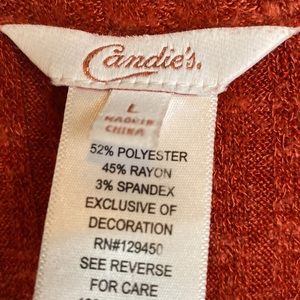 Candie's.
L
MADE IN
CHINA
52% POLYESTER
45% RAYON
3% SPANDEX
EXCLUSIVE OF
DECORATION
RN#129450
SEE REVERSE
FOR CARE